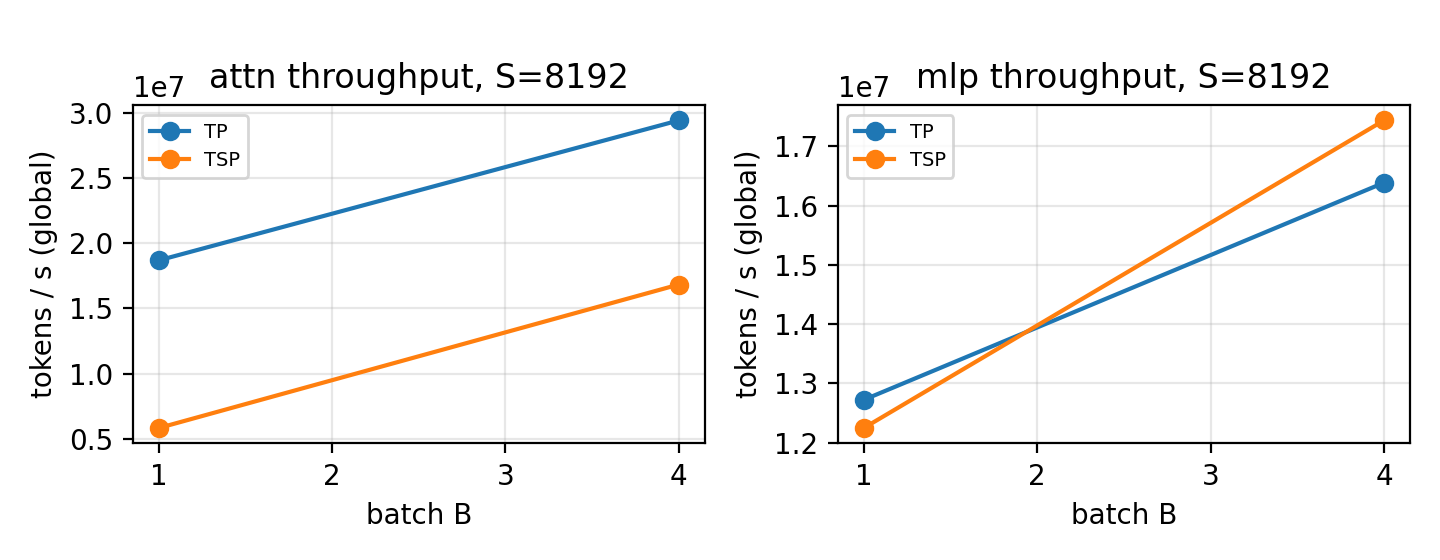 attn throughput, S=8192
1e7
3.0
2.5
2.0
1.5
1.0
0.5
tokens / s (global)
TP
TSP
1 2 3 4
batch B
mlp throughput, S=8192
1e7
1.7
1.6
1.5
1.4
1.3
1.2
tokens / s (global)
TP
TSP
1 2 3 4
batch B